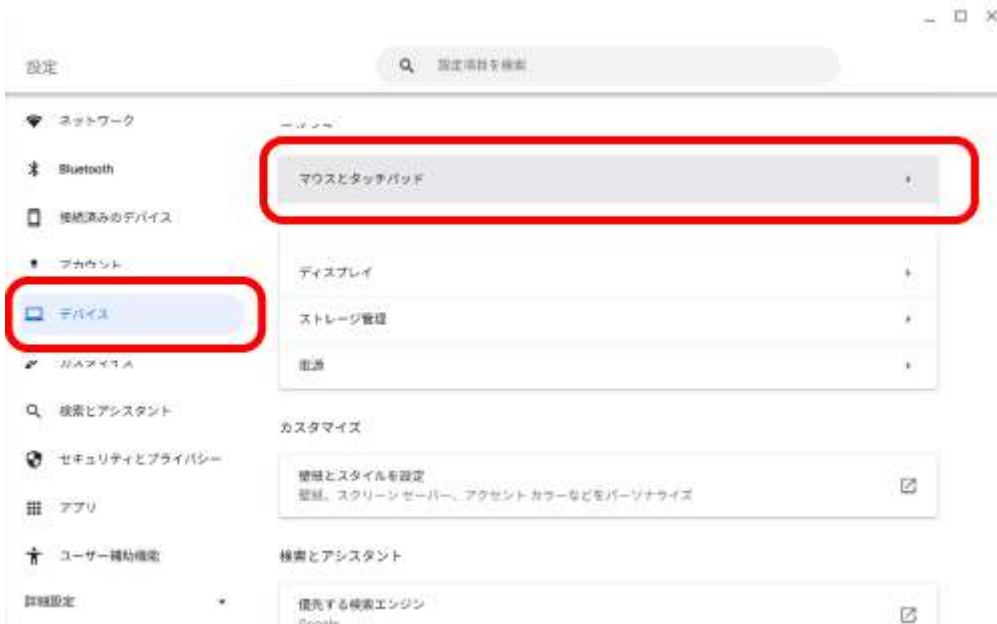 設定
設定項目を検索
ネットワーク
Bluetooth
接続済みのデバイス
アカウント
デバイス
カスタマイズ
検索とアシスタント
セキュリティとプライバシー
アプリ
ユーザー補助機能
詳細設定
マウスとタッチパッド
ディスプレイ
ストレージ管理
電源
カスタマイズ
壁紙とスタイルを設定
壁紙、スクリーン セーバー、アクセント カラーなどをパーソナライズ
検索とアシスタント
優先する検索エンジン
Google